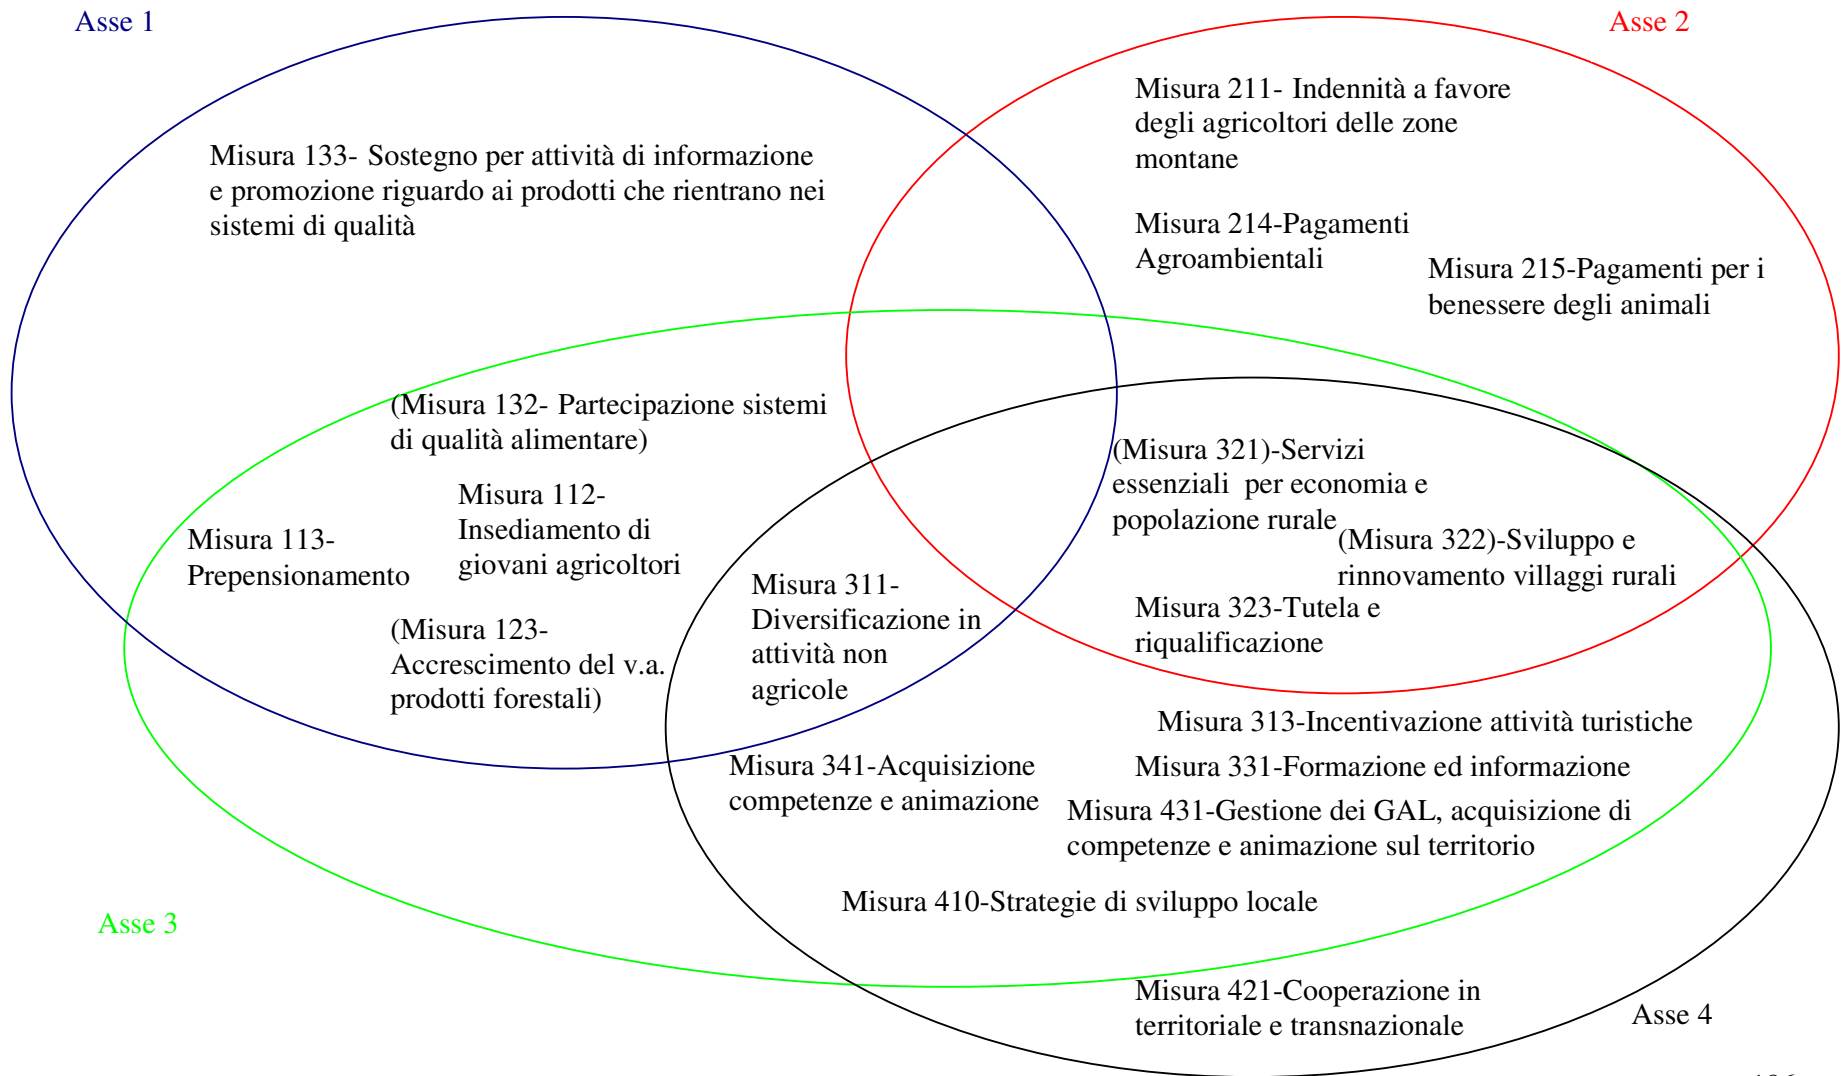 Asse 1
Asse 2
Misura 211- Indennità a favore
degli agricoltori delle zone
montane
Misura 133- Sostegno per attività di informazione
e promozione riguardo ai prodotti che rientrano nei
sistemi di qualità
Misura 214-Pagamenti
Agroambientali
Misura 215-Pagamenti per i
benessere degli animali
(Misura 132- Partecipazione sistemi
di qualità alimentare)
(Misura 321)-Servizi
essenziali per economia e
popolazione rurale
Misura 112-
Insediamento di
giovani agricoltori
Misura 113-
Prepensionamento
(Misura 322)-Sviluppo e
rinnovamento villaggi rurali
Misura 311-
Diversificazione in
attività non
agricole
Misura 323-Tutela e
riqualificazione
(Misura 123-
Accrescimento del v.a.
prodotti forestali)
Misura 313-Incentivazione attività turistiche
Misura 341-Acquisizione
competenze e animazione
Misura 331-Formazione ed informazione
Misura 431-Gestione dei GAL, acquisizione di
competenze e animazione sul territorio
Misura 410-Strategie di sviluppo locale
Asse 3
Misura 421-Cooperazione in
territoriale e transnazionale
Asse 4